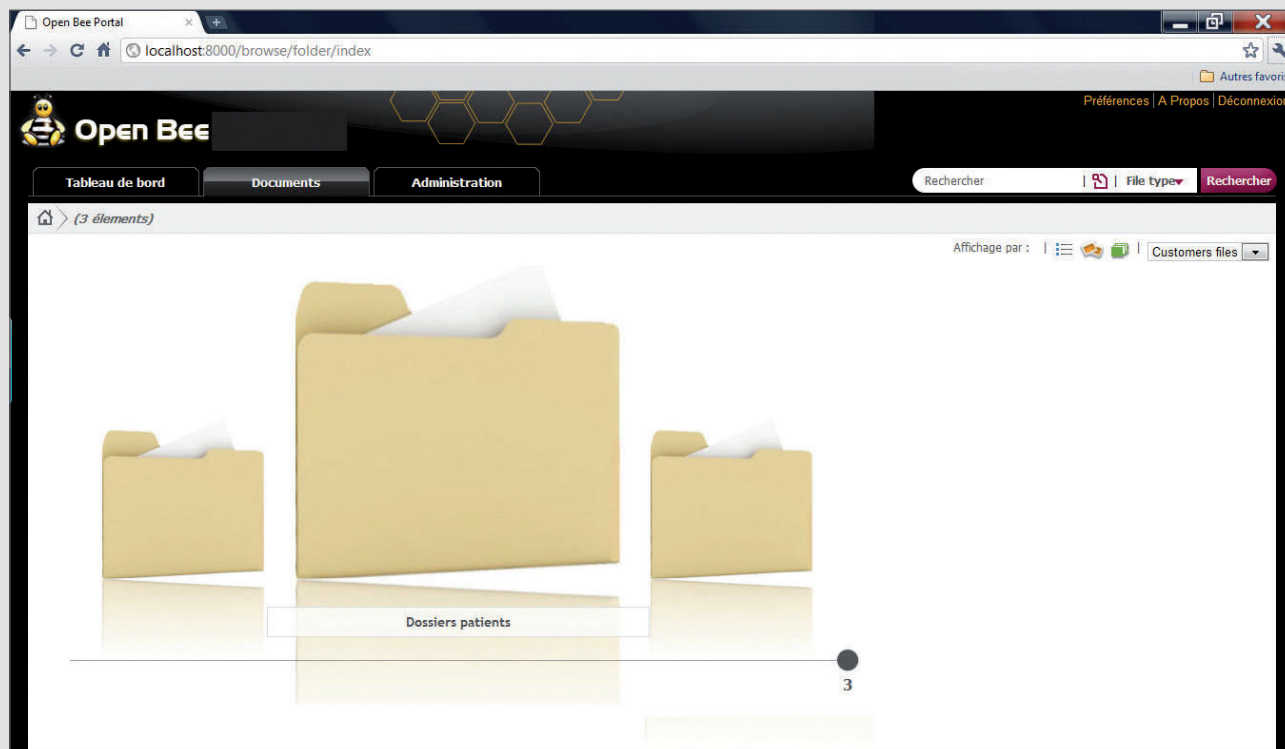 Open Bee Portal
localhost:8000/browse/folder/index
Autres favoris
Préférences | A Propos | Déconnexion
Open Bee
Tableau de bord Documents Administration
Rechercher | | File type Rechercher
(3 élements)
Affichage par : | | Customers files
Dossiers patients
3